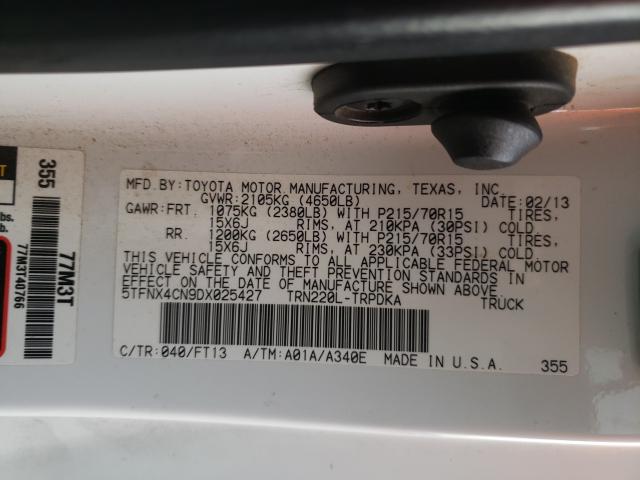 MFD.BY:TOYOTA MOTOR MANUFACTURING, TEXAS, INC.
GVWR:2105KG (4650LB) DATE:02/13
GAWR:FRT. 1075KG (2380LB) WITH P215/70R15 TIRES,
15X6J RIMS, AT 210KPA (30PSI) COLD.
RR. 1200KG (2650LB) WITH P215/70R15 TIRES,
15X6J RIMS, AT 230KPA (33PSI) COLD.
THIS VEHICLE CONFORMS TO ALL APPLICABLE FEDERAL MOTOR
VEHICLE SAFETY AND THEFT PREVENTION STANDARDS IN
EFFECT ON THE DATE OF MANUFACTURE SHOWN ABOVE.
5TFNX4CN9DX025427 TRN220L-TRPDKA TRUCK
C/TR:040/FT13 A/TM:A01A/A340E MADE IN U.S.A. 355
355
77M3T
77M3T4D766
lbs.